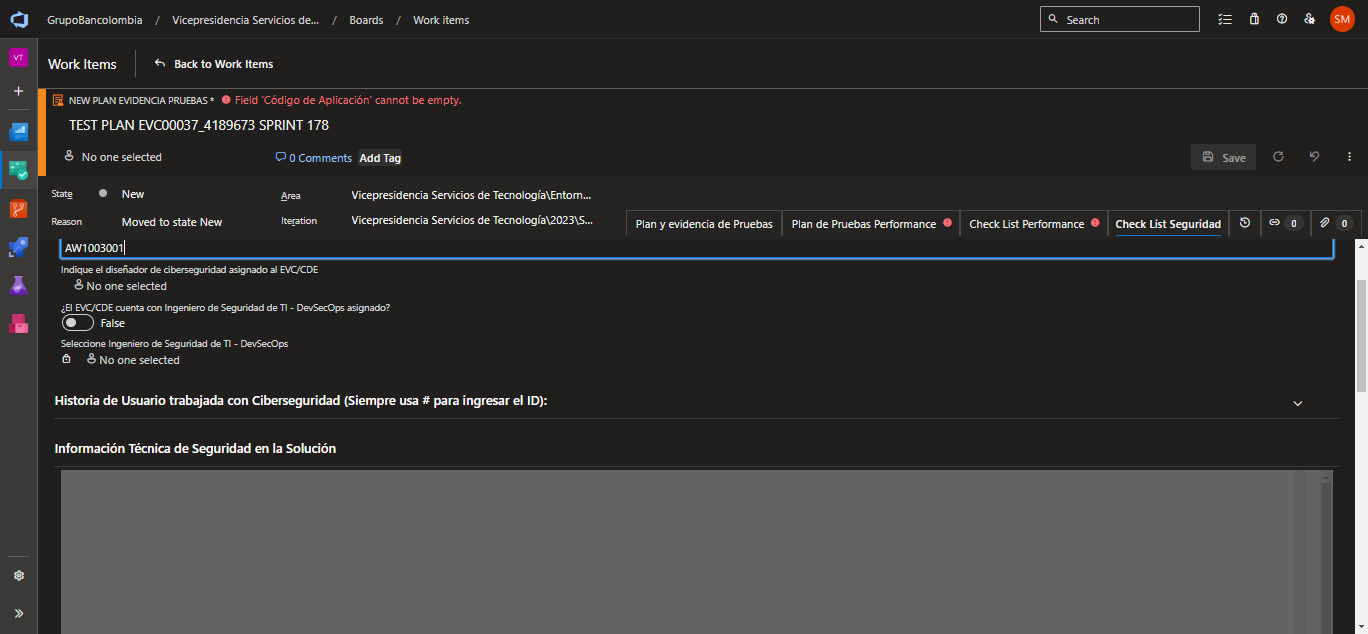 GrupoBancolombia / Vicepresidencia Servicios de... / Boards / Work items
Search
SM
VT
Work Items
Back to Work Items
NEW PLAN EVIDENCIA PRUEBAS * Field 'Código de Aplicación' cannot be empty.
TEST PLAN EVC00037_4189673 SPRINT 178
No one selected
0 Comments
Add Tag
Save
State
New
Area
Vicepresidencia Servicios de Tecnología\Entorn...
Reason
Moved to state New
Iteration
Vicepresidencia Servicios de Tecnología\2023\S...
Plan y evidencia de Pruebas
Plan de Pruebas Performance
Check List Performance
Check List Seguridad
0
0
AW1003001
Indique el diseñador de ciberseguridad asignado al EVC/CDE
No one selected
¿El EVC/CDE cuenta con Ingeniero de Seguridad de TI - DevSecOps asignado?
False
Seleccione Ingeniero de Seguridad de TI - DevSecOps
No one selected
Historia de Usuario trabajada con Ciberseguridad (Siempre usa # para ingresar el ID):
Información Técnica de Seguridad en la Solución